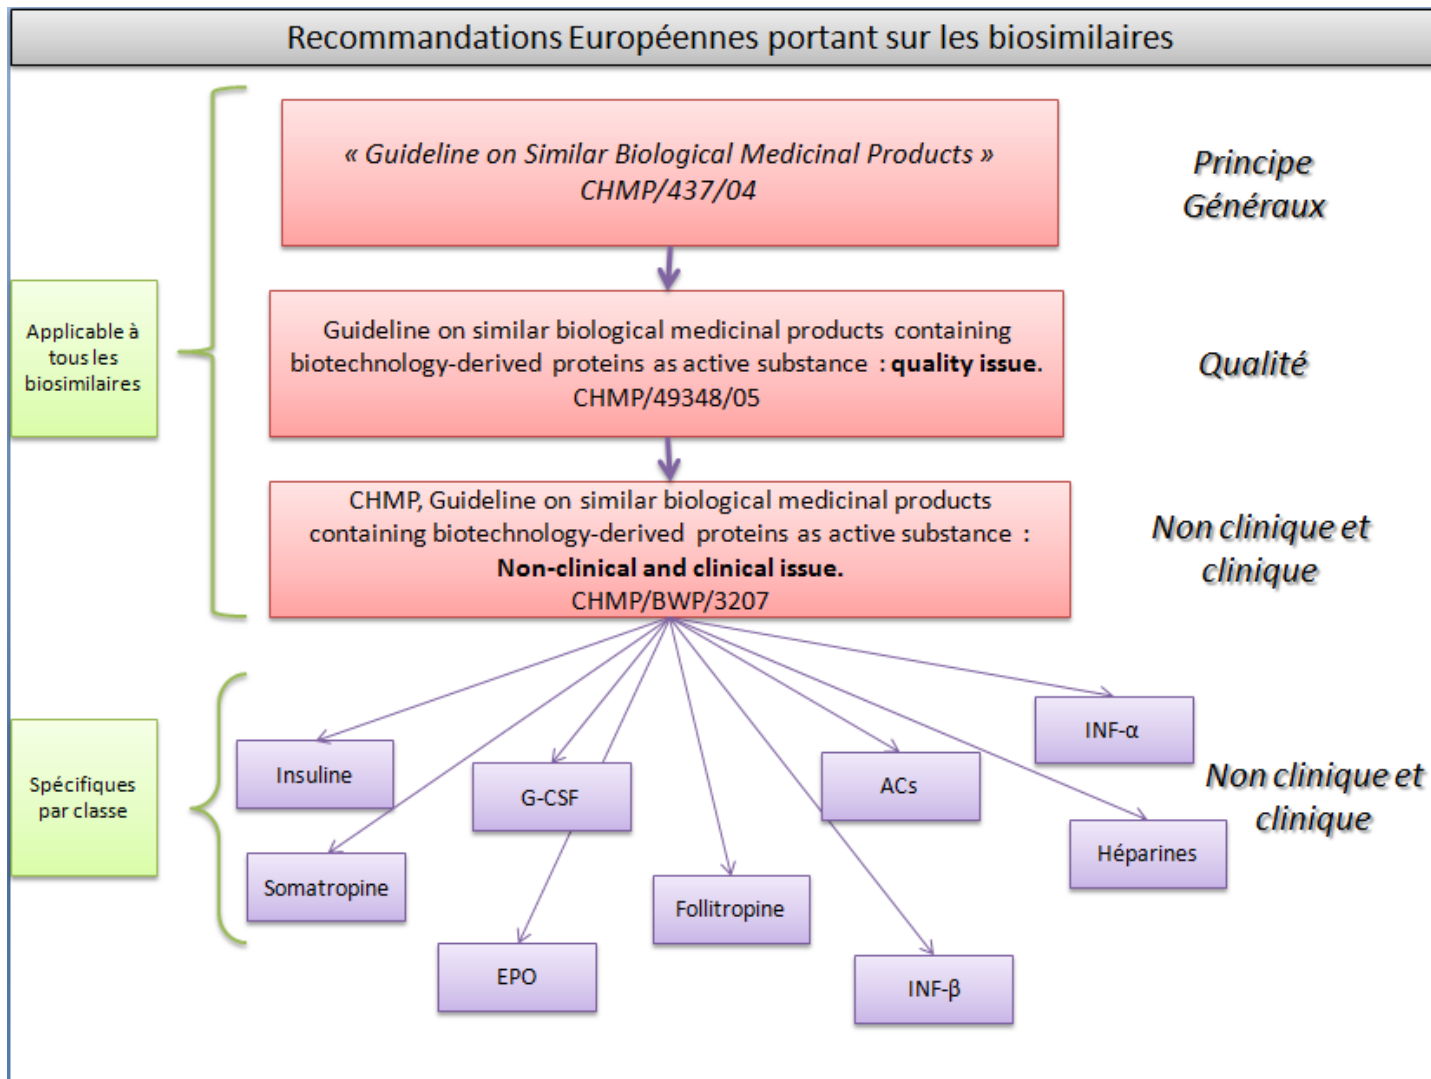 Recommandations Européennes portant sur les biosimilaires
« Guideline on Similar Biological Medicinal Products »
CHMP/437/04
Principe
Généraux
Applicable à
tous les
biosimilaires
Guideline on similar biological medicinal products containing
biotechnology-derived proteins as active substance : quality issue.
CHMP/49348/05
Qualité
CHMP, Guideline on similar biological medicinal products
containing biotechnology-derived proteins as active substance :
Non-clinical and clinical issue.
CHMP/BWP/3207
Non clinique et
clinique
Spécifiques
par classe
Insuline
G-CSF
ACs
INF-α
Non clinique et
clinique
Somatropine
EPO
Follitropine
INF-β
Héparines